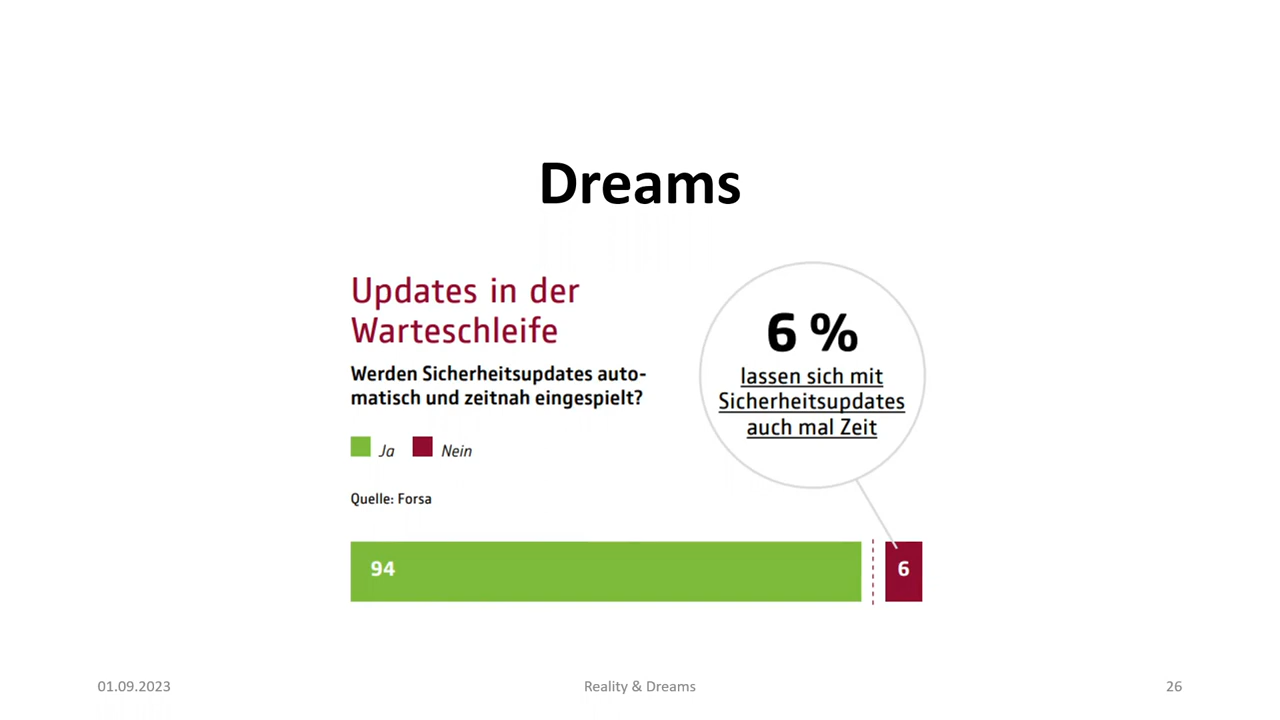 Dreams
Updates in der
Warteschleife
Werden Sicherheitsupdates auto-
matisch und zeitnah eingespielt?
Ja Nein
Quelle: Forsa
6 %
lassen sich mit
Sicherheitsupdates
auch mal Zeit
94
6
01.09.2023
Reality & Dreams
26